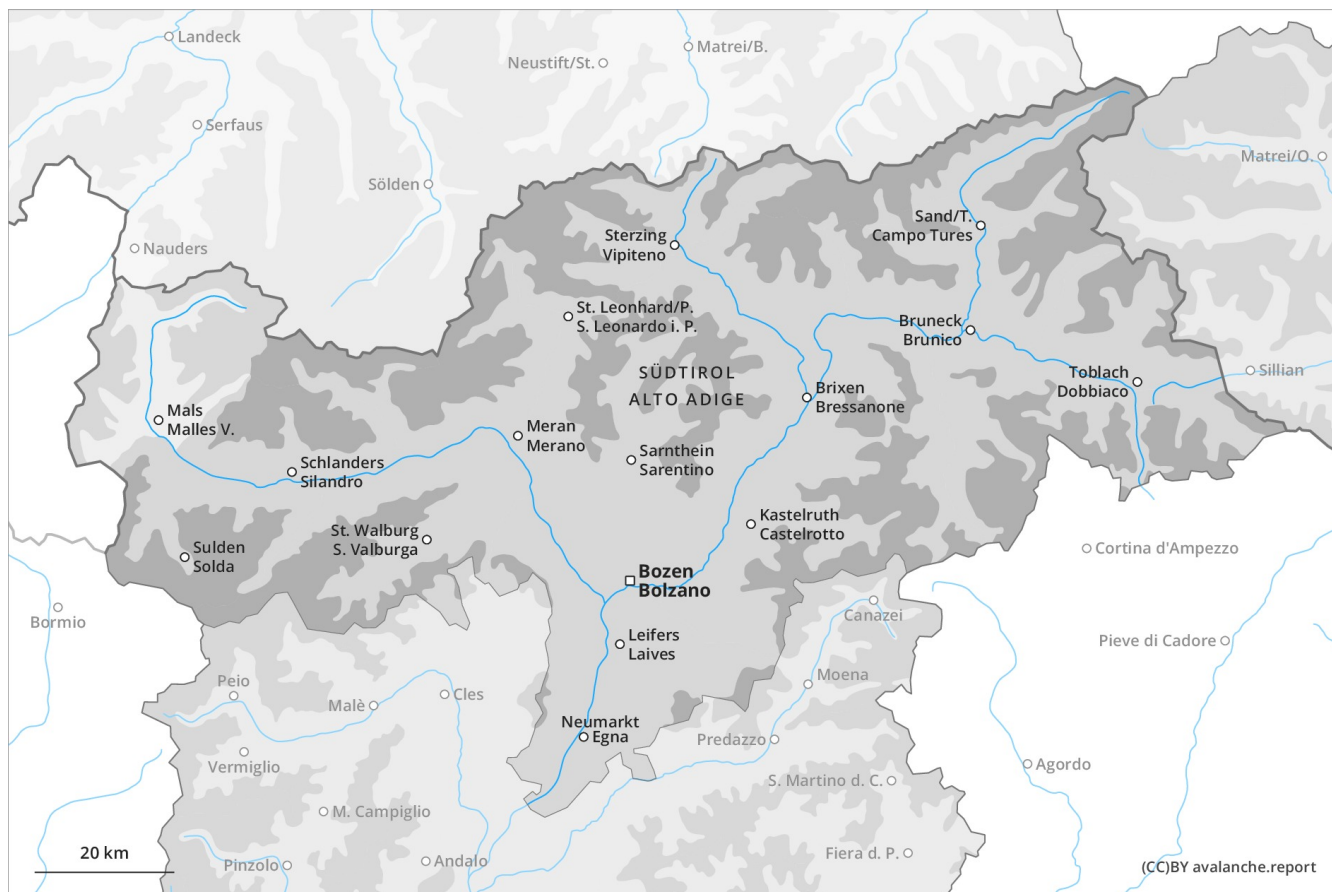 Landeck
Matrei/B.
Neustift/St.
Serfaus
Matrei/O.
Sölden
Sand/T.
Campo Tures
Sterzing
Vipiteno
Nauders
St. Leonhard/P.
S. Leonardo i. P.
Bruneck
Brunico
SÜDTIROL
ALTO ADIGE
Toblach
Dobbiaco
Sillian
Brixen
Bressanone
Mals
Malles V.
Meran
Merano
Schlanders
Silandro
Sarnthein
Sarentino
Kastelruth
Castelrotto
St. Walburg
S. Valburga
Sulden
Solda
Cortina d'Ampezzo
Bozen
Bolzano
Bormio
Canazei
Leifers
Laives
Pieve di Cadore
Moena
Peio
Malè
Cles
Neumarkt
Egna
Predazzo
Vermiglio
Agordo
S. Martino d. C.
M. Campiglio
20 km
Pinzolo
Andalo
Fiera d. P.
(CC)BY avalanche.report